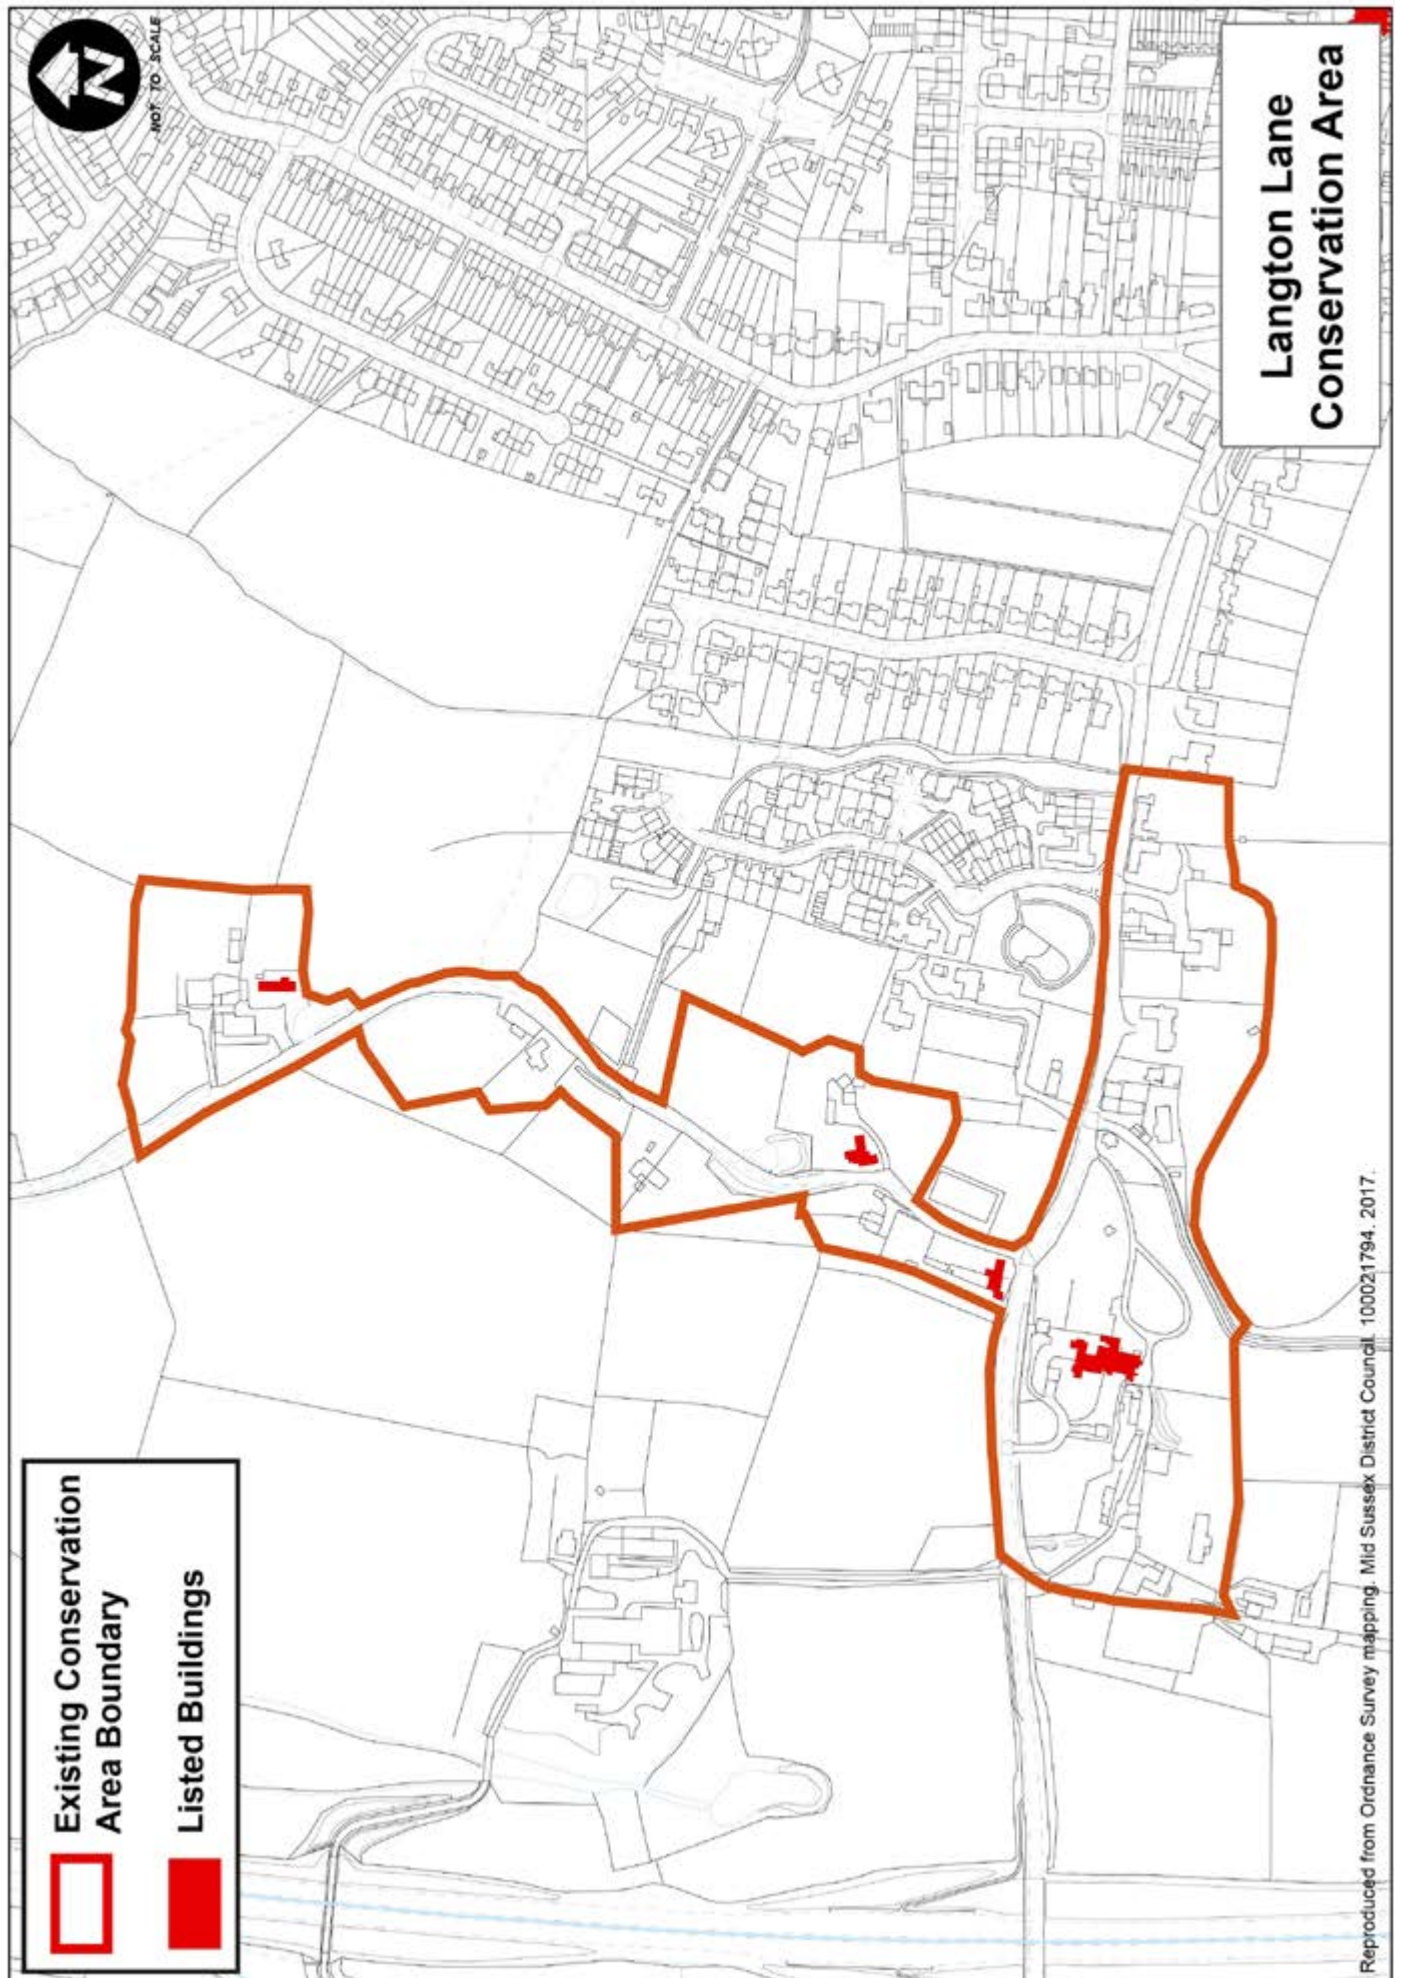 N
NOT TO SCALE
Langton Lane
Conservation Area
Existing Conservation
Area Boundary
Listed Buildings
Reproduced from Ordnance Survey mapping. Mid Sussex District Council. 100021794. 2017.